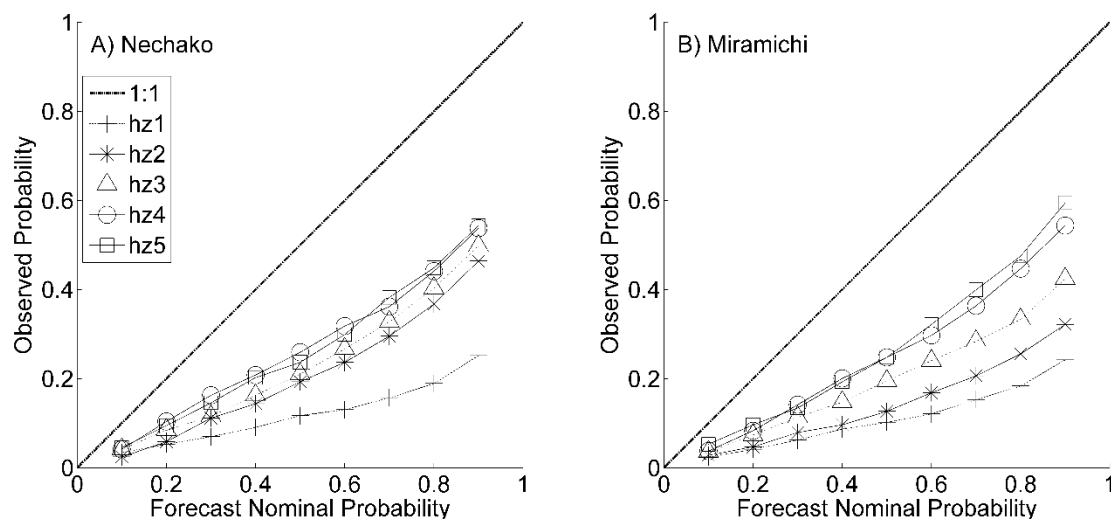 A) Nechako
1:1
hz1
hz2
hz3
hz4
hz5
Observed Probability
1
0.8
0.6
0.4
0.2
0
0
0.2
0.4
0.6
0.8
1
Forecast Nominal Probability
B) Miramichi
Observed Probability
1
0.8
0.6
0.4
0.2
0
0
0.2
0.4
0.6
0.8
1
Forecast Nominal Probability